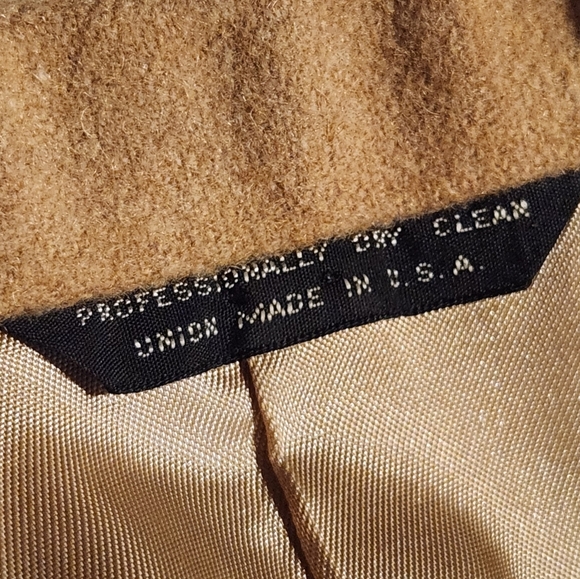 PROFESSIONALLY DRY CLEAN
UNION MADE IN U.S.A.